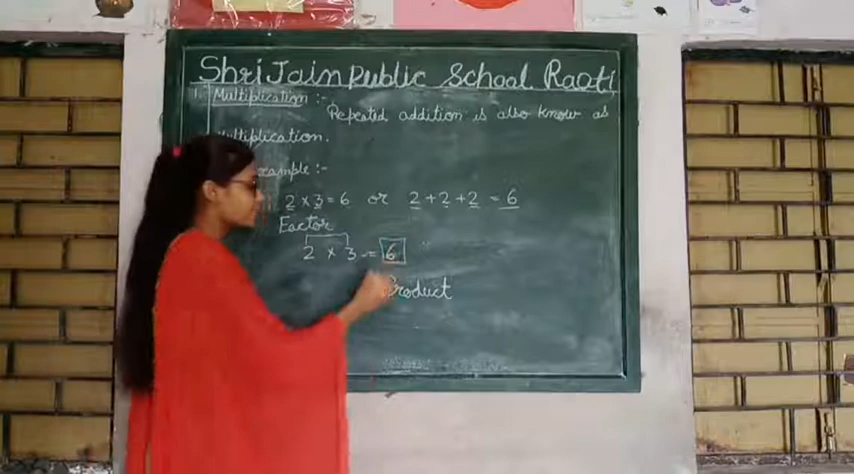 Shri Jain Public School Raoti
1. Multiplication :-
Repeated addition is also know as
Multiplication.
Example :-
2 × 3 = 6 or 2 + 2 + 2 = 6
Factor
2 × 3 = 6
Product